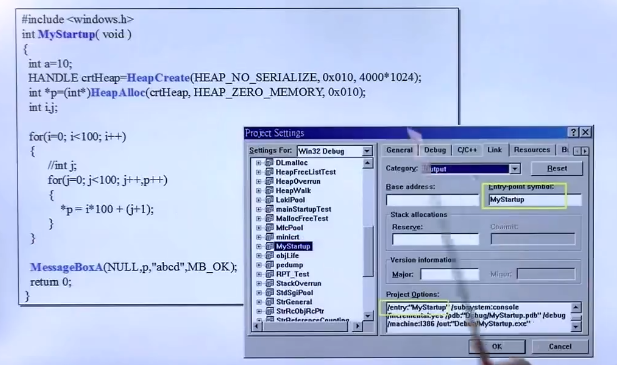 #include <windows.h>
int MyStartup( void )
{
int a=10;
HANDLE crtHeap=HeapCreate(HEAP_NO_SERIALIZE, 0x010, 4000*1024);
int *p=(int*)HeapAlloc(crtHeap, HEAP_ZERO_MEMORY, 0x010);
int i,j;
for(i=0; i<100; i++)
{
//int j;
for(j=0; j<100; j++,p++)
{
*p = i*100 + (j+1);
}
}
MessageBoxA(NULL,p,"abcd",MB_OK);
return 0;
}
Project Settings
Settings For: Win32 Debug
DLmalloc
HeapFreeListTest
HeapOverrun
HeapWalk
LokiPool
mainStartupTest
MallocFreeTest
MfcPool
minicrt
MyStartup
objLife
pedump
RPT_Test
StackOverrun
StdSgiPool
StrGeneral
StrRcObjRcPtr
StrReferenceCounting
General Debug C/C++ Link Resources
Category: Output Reset
Base address: Entry-point symbol:
MyStartup
Stack allocations
Reserve: Commit:
Version information
Major: Minor:
Project Options:
/entry:"MyStartup" /subsystem:console
/incremental:yes /pdb:"Debug/MyStartup.pdb" /debug
/machine:I386 /out:"Debug/MyStartup.exe"
OK Cancel